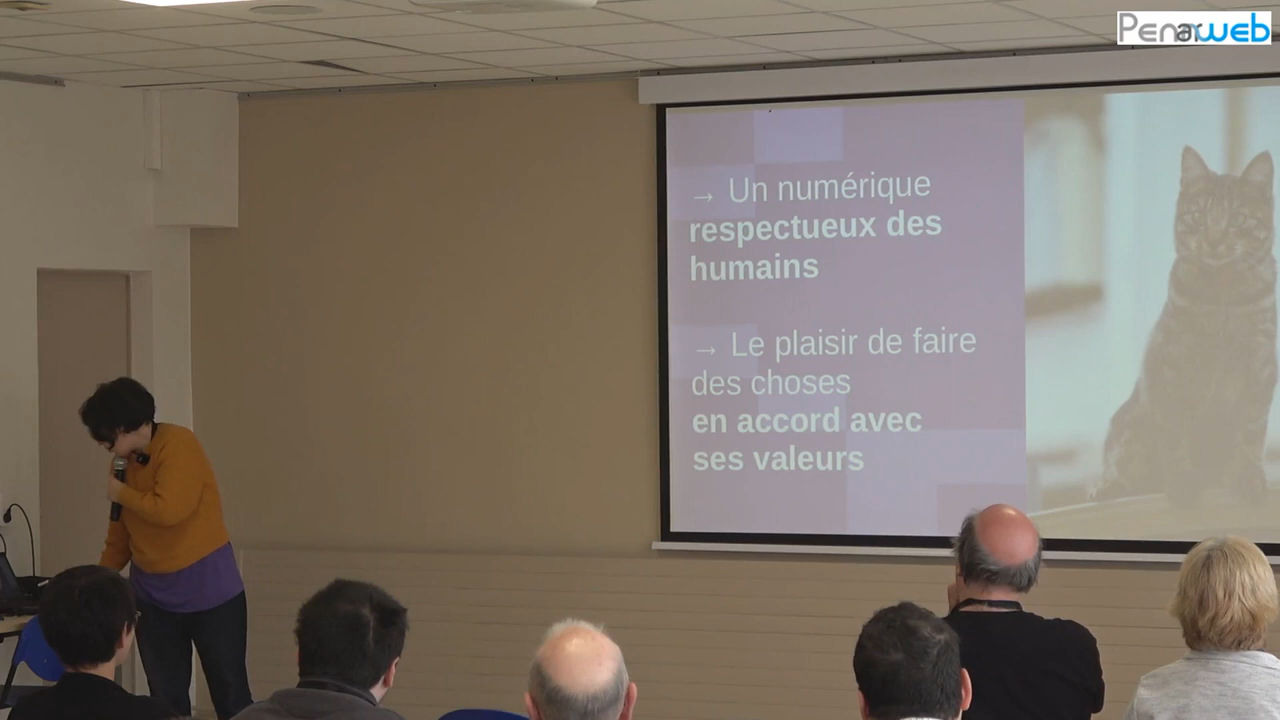 Penarweb
→ Un numérique
respectueux des
humains
→ Le plaisir de faire
des choses
en accord avec
ses valeurs